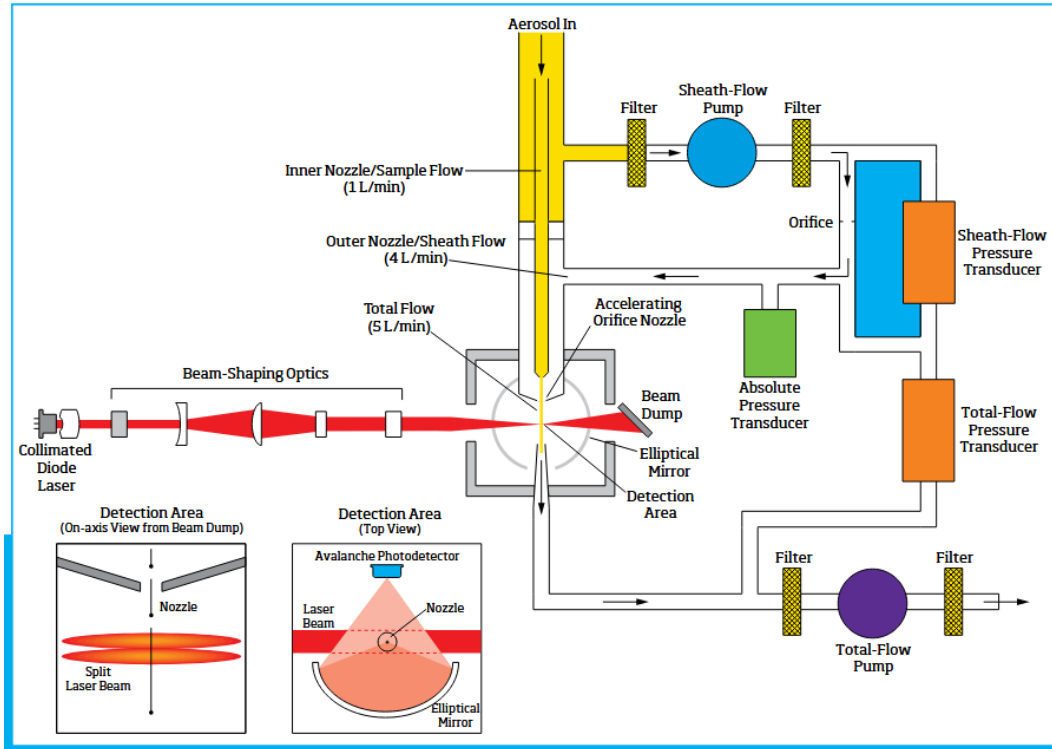 Aerosol In
Filter
Sheath-Flow
Pump
Filter
Inner Nozzle/Sample Flow
(1 L/min)
Outer Nozzle/Sheath Flow
(4 L/min)
Orifice
Sheath-Flow
Pressure
Transducer
Total Flow
(5 L/min)
Accelerating
Orifice Nozzle
Beam-Shaping Optics
Absolute
Pressure
Transducer
Beam
Dump
Total-Flow
Pressure
Transducer
Collimated
Diode
Laser
Elliptical
Mirror
Detection
Area
Detection Area
(On-axis View from Beam Dump)
Nozzle
Split
Laser Beam
Detection Area
(Top View)
Avalanche Photodetector
Laser
Beam
Nozzle
Elliptical
Mirror
Filter
Filter
Total-Flow
Pump